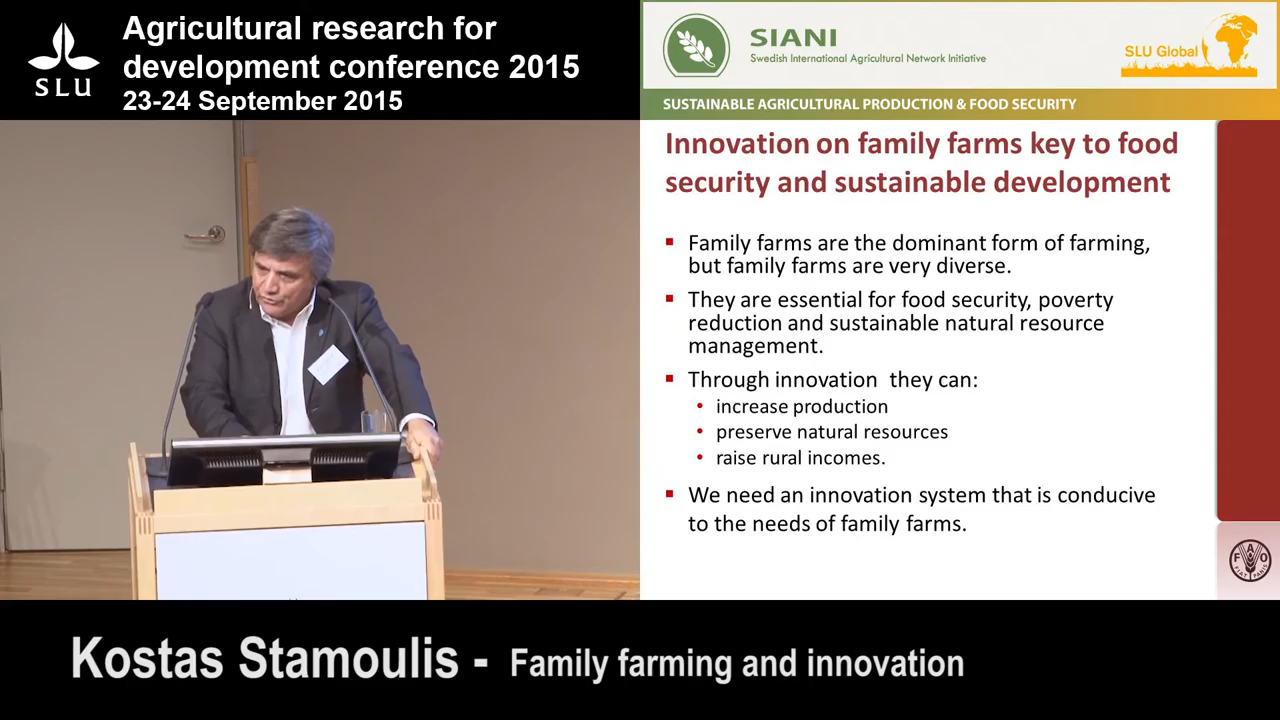 SLU
Agricultural research for
development conference 2015
23-24 September 2015
SIANI
Swedish International Agricultural Network Initiative
SLU Global
SUSTAINABLE AGRICULTURAL PRODUCTION & FOOD SECURITY
Innovation on family farms key to food
security and sustainable development
▪ Family farms are the dominant form of farming,
but family farms are very diverse.
▪ They are essential for food security, poverty
reduction and sustainable natural resource
management.
▪ Through innovation they can:
• increase production
• preserve natural resources
• raise rural incomes.
▪ We need an innovation system that is conducive
to the needs of family farms.
FAO
FIAT PANIS
Kostas Stamoulis - Family farming and innovation